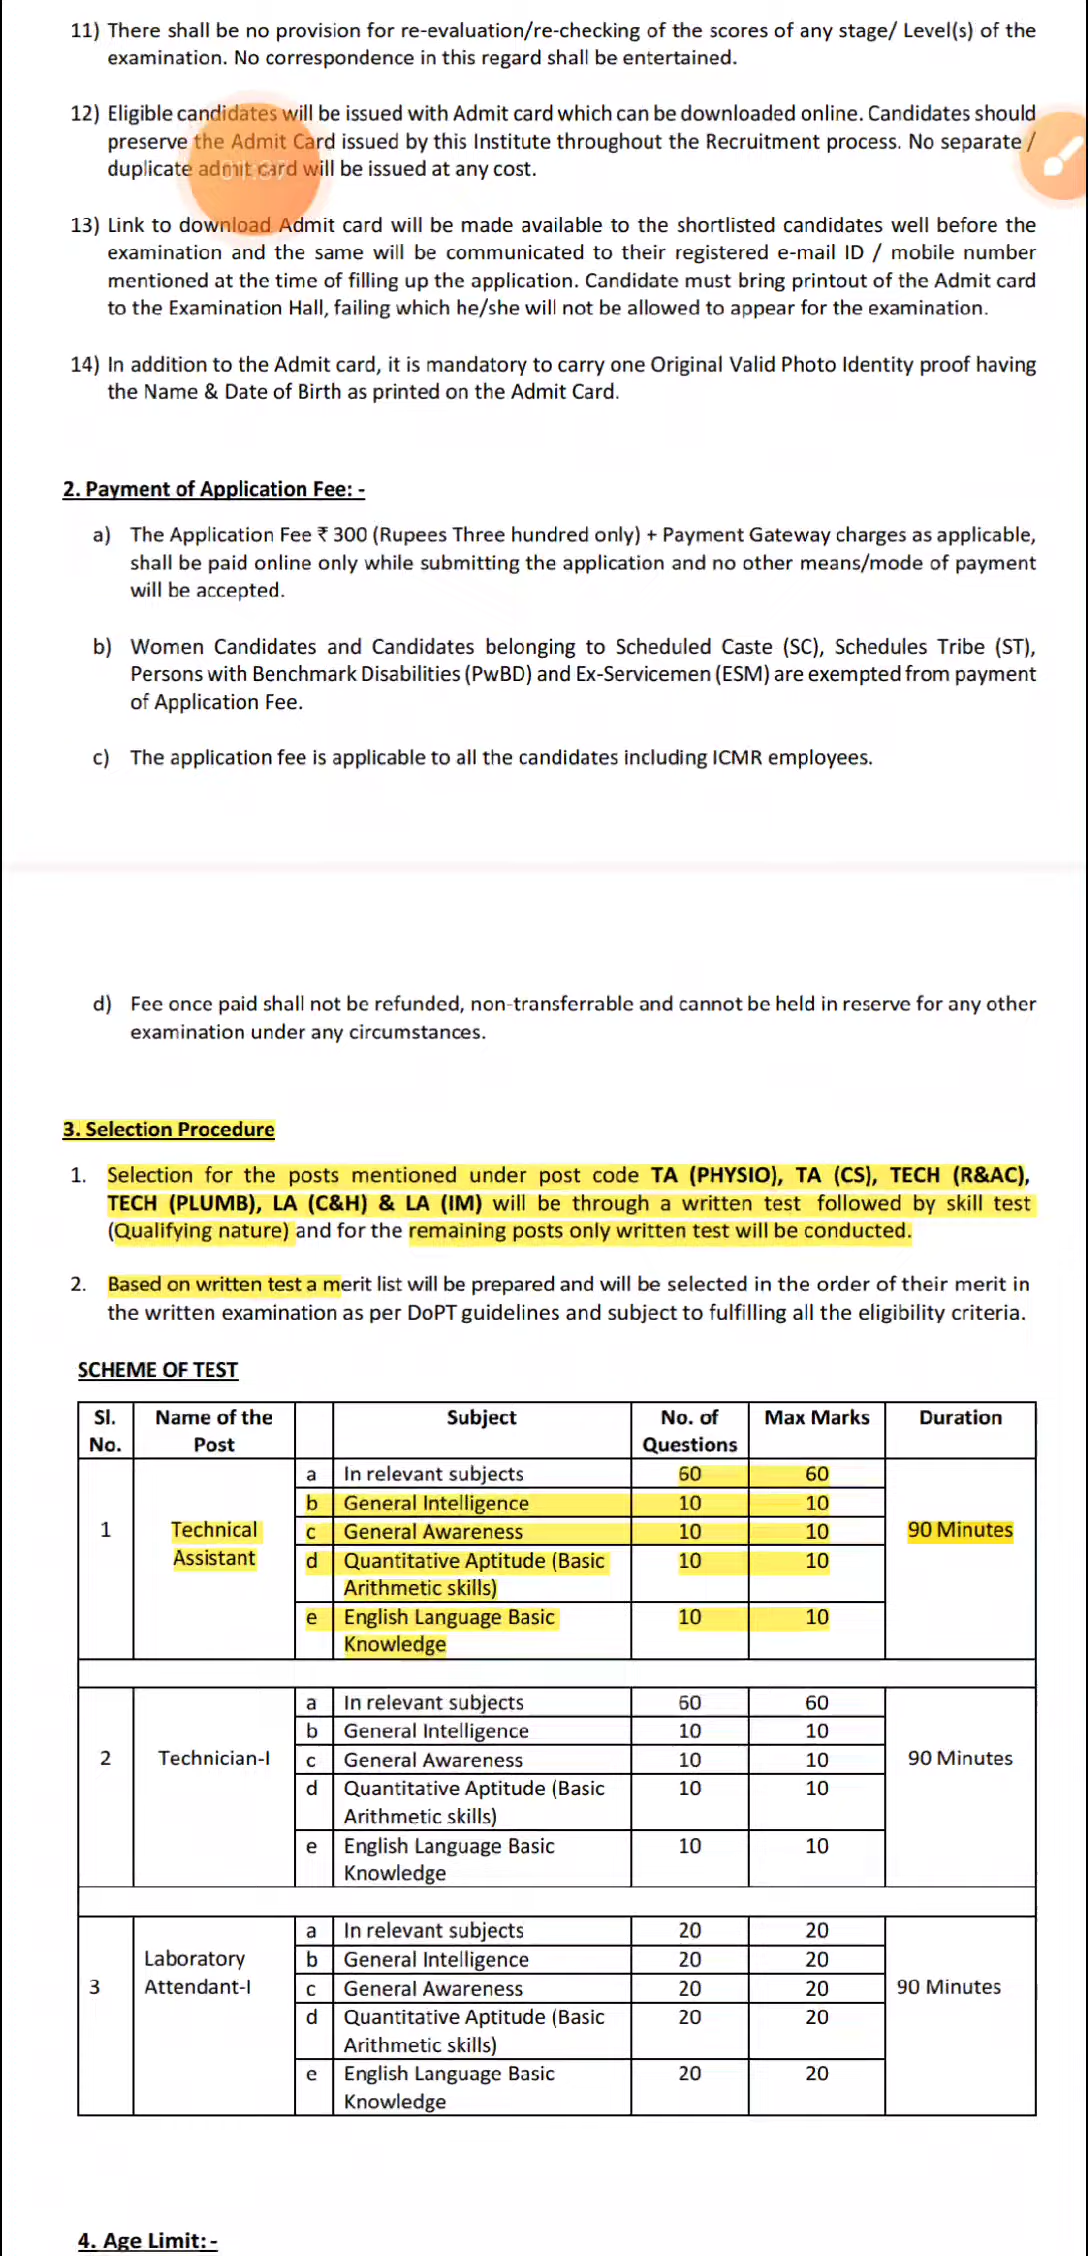 11) There shall be no provision for re-evaluation/re-checking of the scores of any stage/ Level(s) of the
examination. No correspondence in this regard shall be entertained.
12) Eligible candidates will be issued with Admit card which can be downloaded online. Candidates should
preserve the Admit Card issued by this Institute throughout the Recruitment process. No separate /
duplicate admit card will be issued at any cost.
01:37
13) Link to download Admit card will be made available to the shortlisted candidates well before the
examination and the same will be communicated to their registered e-mail ID / mobile number
mentioned at the time of filling up the application. Candidate must bring printout of the Admit card
to the Examination Hall, failing which he/she will not be allowed to appear for the examination.
14) In addition to the Admit card, it is mandatory to carry one Original Valid Photo Identity proof having
the Name & Date of Birth as printed on the Admit Card.
2. Payment of Application Fee: -
a) The Application Fee ₹ 300 (Rupees Three hundred only) + Payment Gateway charges as applicable,
shall be paid online only while submitting the application and no other means/mode of payment
will be accepted.
b) Women Candidates and Candidates belonging to Scheduled Caste (SC), Schedules Tribe (ST),
Persons with Benchmark Disabilities (PwBD) and Ex-Servicemen (ESM) are exempted from payment
of Application Fee.
c) The application fee is applicable to all the candidates including ICMR employees.
d) Fee once paid shall not be refunded, non-transferrable and cannot be held in reserve for any other
examination under any circumstances.
3. Selection Procedure
1. Selection for the posts mentioned under post code TA (PHYSIO), TA (CS), TECH (R&AC),
TECH (PLUMB), LA (C&H) & LA (IM) will be through a written test followed by skill test
(Qualifying nature) and for the remaining posts only written test will be conducted.
2. Based on written test a merit list will be prepared and will be selected in the order of their merit in
the written examination as per DoPT guidelines and subject to fulfilling all the eligibility criteria.
SCHEME OF TEST
Sl. Name of the Subject No. of Max Marks Duration
No. Post Questions
a In relevant subjects 60 60
b General Intelligence 10 10
1 Technical c General Awareness 10 10 90 Minutes
Assistant d Quantitative Aptitude (Basic 10 10
Arithmetic skills)
e English Language Basic 10 10
Knowledge
a In relevant subjects 60 60
b General Intelligence 10 10
2 Technician-I c General Awareness 10 10 90 Minutes
d Quantitative Aptitude (Basic 10 10
Arithmetic skills)
e English Language Basic 10 10
Knowledge
a In relevant subjects 20 20
Laboratory b General Intelligence 20 20
3 Attendant-I c General Awareness 20 20 90 Minutes
d Quantitative Aptitude (Basic 20 20
Arithmetic skills)
e English Language Basic 20 20
Knowledge
4. Age Limit: -